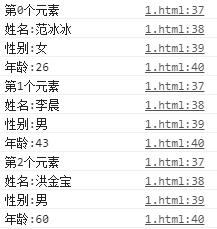 第0个元素 1.html:37
姓名:范冰冰 1.html:38
性别:女 1.html:39
年龄:26 1.html:40
第1个元素 1.html:37
姓名:李晨 1.html:38
性别:男 1.html:39
年龄:43 1.html:40
第2个元素 1.html:37
姓名:洪金宝 1.html:38
性别:男 1.html:39
年龄:60 1.html:40